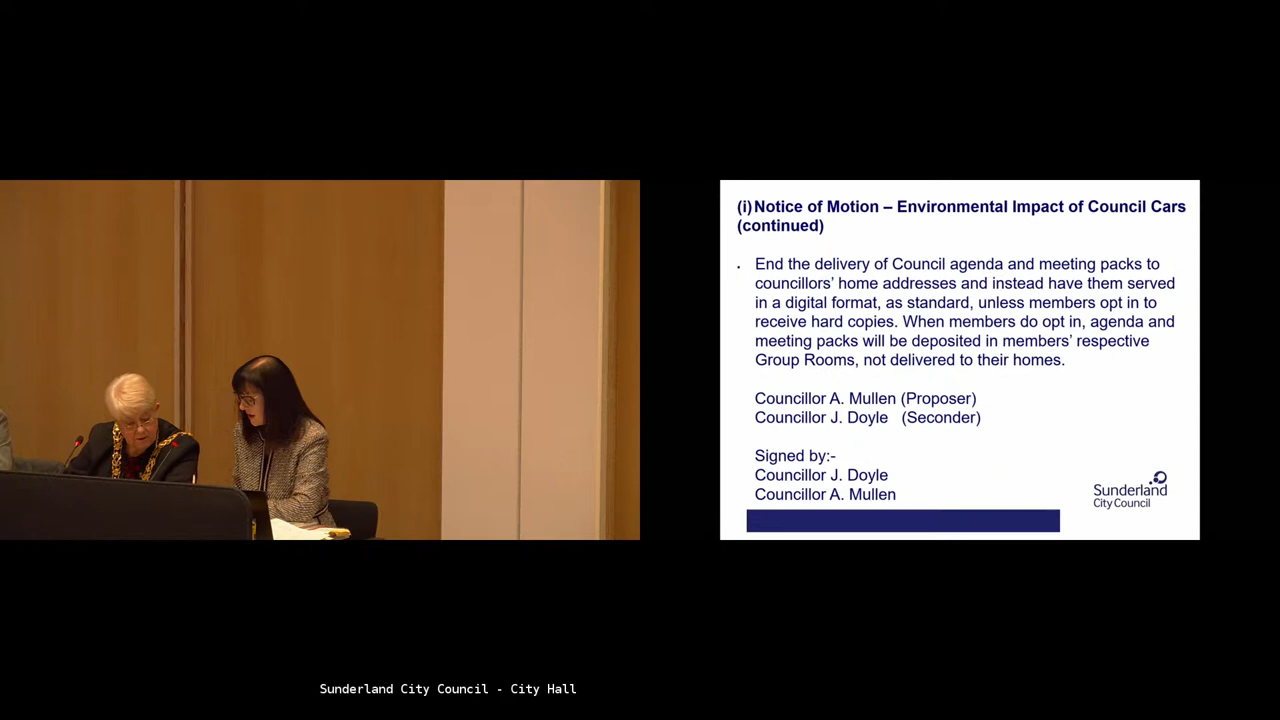 (i) Notice of Motion – Environmental Impact of Council Cars
(continued)
. End the delivery of Council agenda and meeting packs to
councillors’ home addresses and instead have them served
in a digital format, as standard, unless members opt in to
receive hard copies. When members do opt in, agenda and
meeting packs will be deposited in members’ respective
Group Rooms, not delivered to their homes.
Councillor A. Mullen (Proposer)
Councillor J. Doyle (Seconder)
Signed by:-
Councillor J. Doyle
Councillor A. Mullen
Sunderland
City Council
Sunderland City Council - City Hall